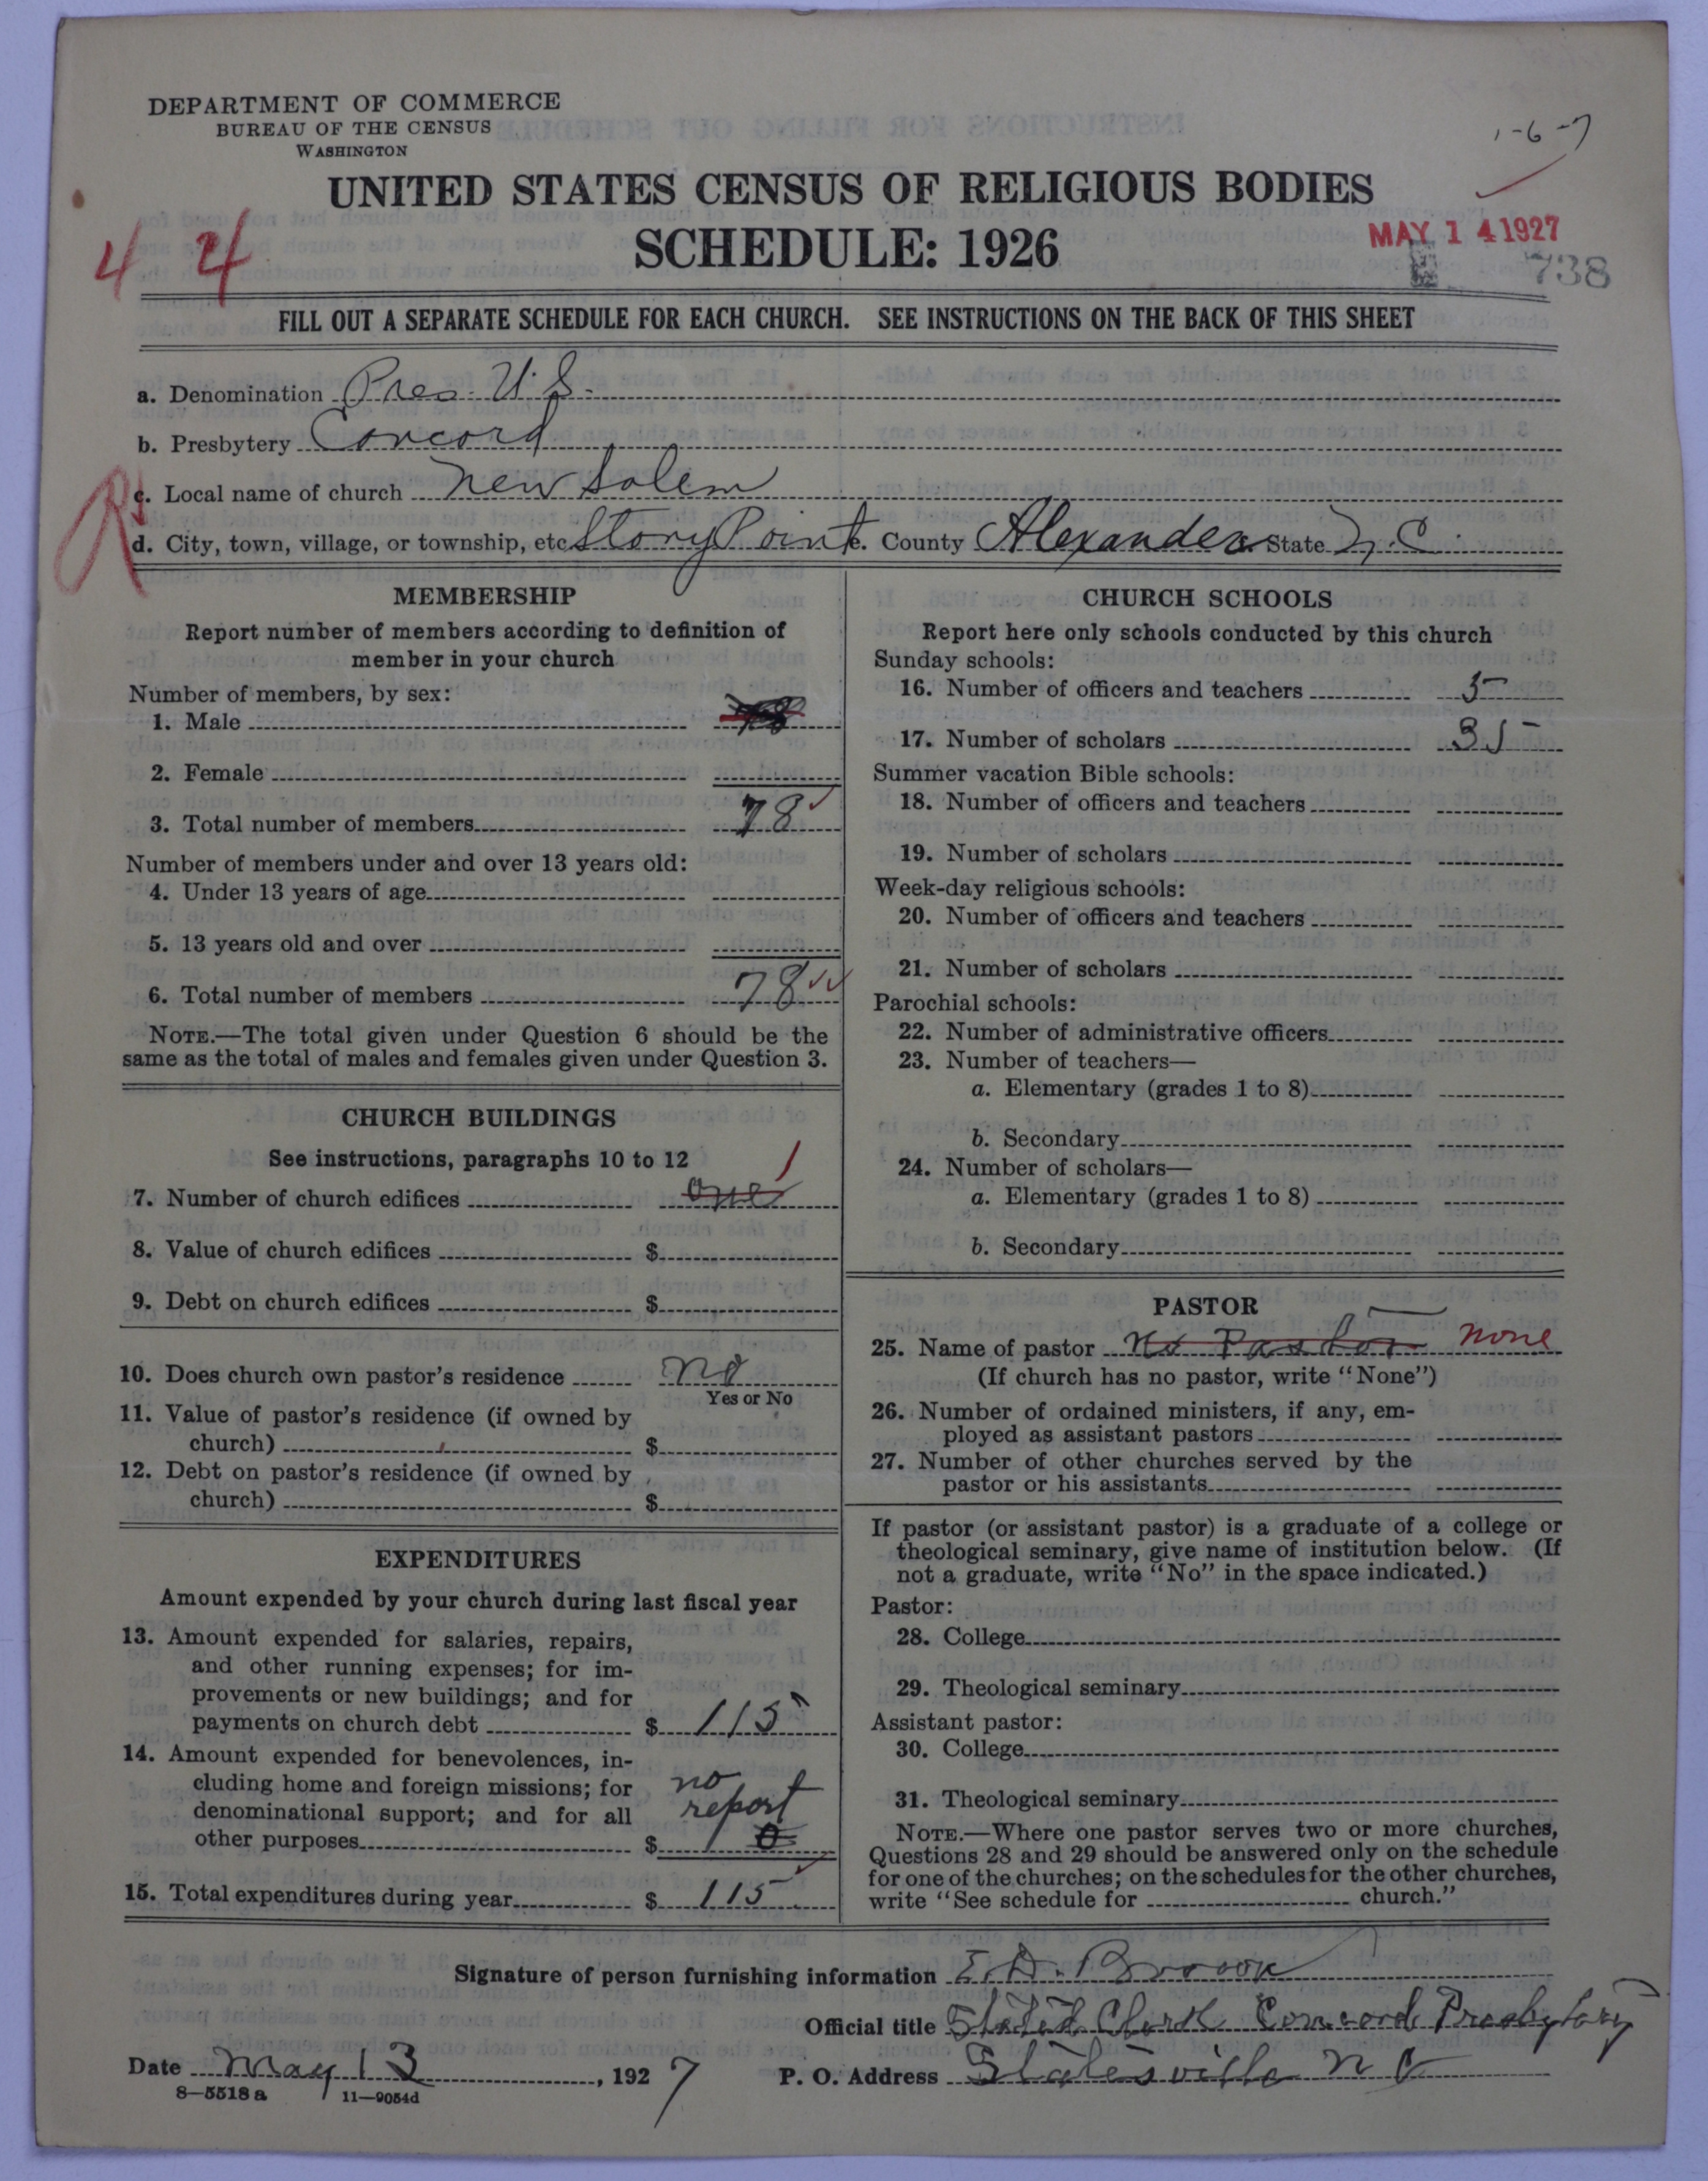 DEPARTMENT OF COMMERCE
BUREAU OF THE CENSUS
WASHINGTON
1-6-7
UNITED STATES CENSUS OF RELIGIOUS BODIES
SCHEDULE: 1926
4 4
MAY 14 1927
738
FILL OUT A SEPARATE SCHEDULE FOR EACH CHURCH. SEE INSTRUCTIONS ON THE BACK OF THIS SHEET
a. Denomination Pres. U.S.
b. Presbytery Concord
R
c. Local name of church New Salem
d. City, town, village, or township, etc Stony Point e. County Alexander State N.C.
MEMBERSHIP
Report number of members according to definition of
member in your church
Number of members, by sex:
1. Male
2. Female
3. Total number of members 78
Number of members under and over 13 years old:
4. Under 13 years of age
5. 13 years old and over
6. Total number of members 78
NOTE.—The total given under Question 6 should be the
same as the total of males and females given under Question 3.
CHURCH BUILDINGS
See instructions, paragraphs 10 to 12
7. Number of church edifices one 1
8. Value of church edifices $
9. Debt on church edifices $
10. Does church own pastor's residence no
Yes or No
11. Value of pastor's residence (if owned by
church) $
12. Debt on pastor's residence (if owned by
church) $
EXPENDITURES
Amount expended by your church during last fiscal year
13. Amount expended for salaries, repairs,
and other running expenses; for im-
provements or new buildings; and for
payments on church debt $ 115
14. Amount expended for benevolences, in-
cluding home and foreign missions; for
denominational support; and for all
other purposes $ no report 0
15. Total expenditures during year $ 115
CHURCH SCHOOLS
Report here only schools conducted by this church
Sunday schools:
16. Number of officers and teachers 5
17. Number of scholars 35
Summer vacation Bible schools:
18. Number of officers and teachers
19. Number of scholars
Week-day religious schools:
20. Number of officers and teachers
21. Number of scholars
Parochial schools:
22. Number of administrative officers
23. Number of teachers—
a. Elementary (grades 1 to 8)
b. Secondary
24. Number of scholars—
a. Elementary (grades 1 to 8)
b. Secondary
PASTOR
25. Name of pastor No Pastor None
(If church has no pastor, write "None")
26. Number of ordained ministers, if any, em-
ployed as assistant pastors
27. Number of other churches served by the
pastor or his assistants
If pastor (or assistant pastor) is a graduate of a college or
theological seminary, give name of institution below. (If
not a graduate, write "No" in the space indicated.)
Pastor:
28. College
29. Theological seminary
Assistant pastor:
30. College
31. Theological seminary
NOTE.—Where one pastor serves two or more churches,
Questions 28 and 29 should be answered only on the schedule
for one of the churches; on the schedules for the other churches,
write "See schedule for church."
Signature of person furnishing information E. D. Brown
Official title Stated Clerk Concord Presbytery
Date May 13, 1927 P. O. Address Statesville N C
8—5518 a 11—9054d